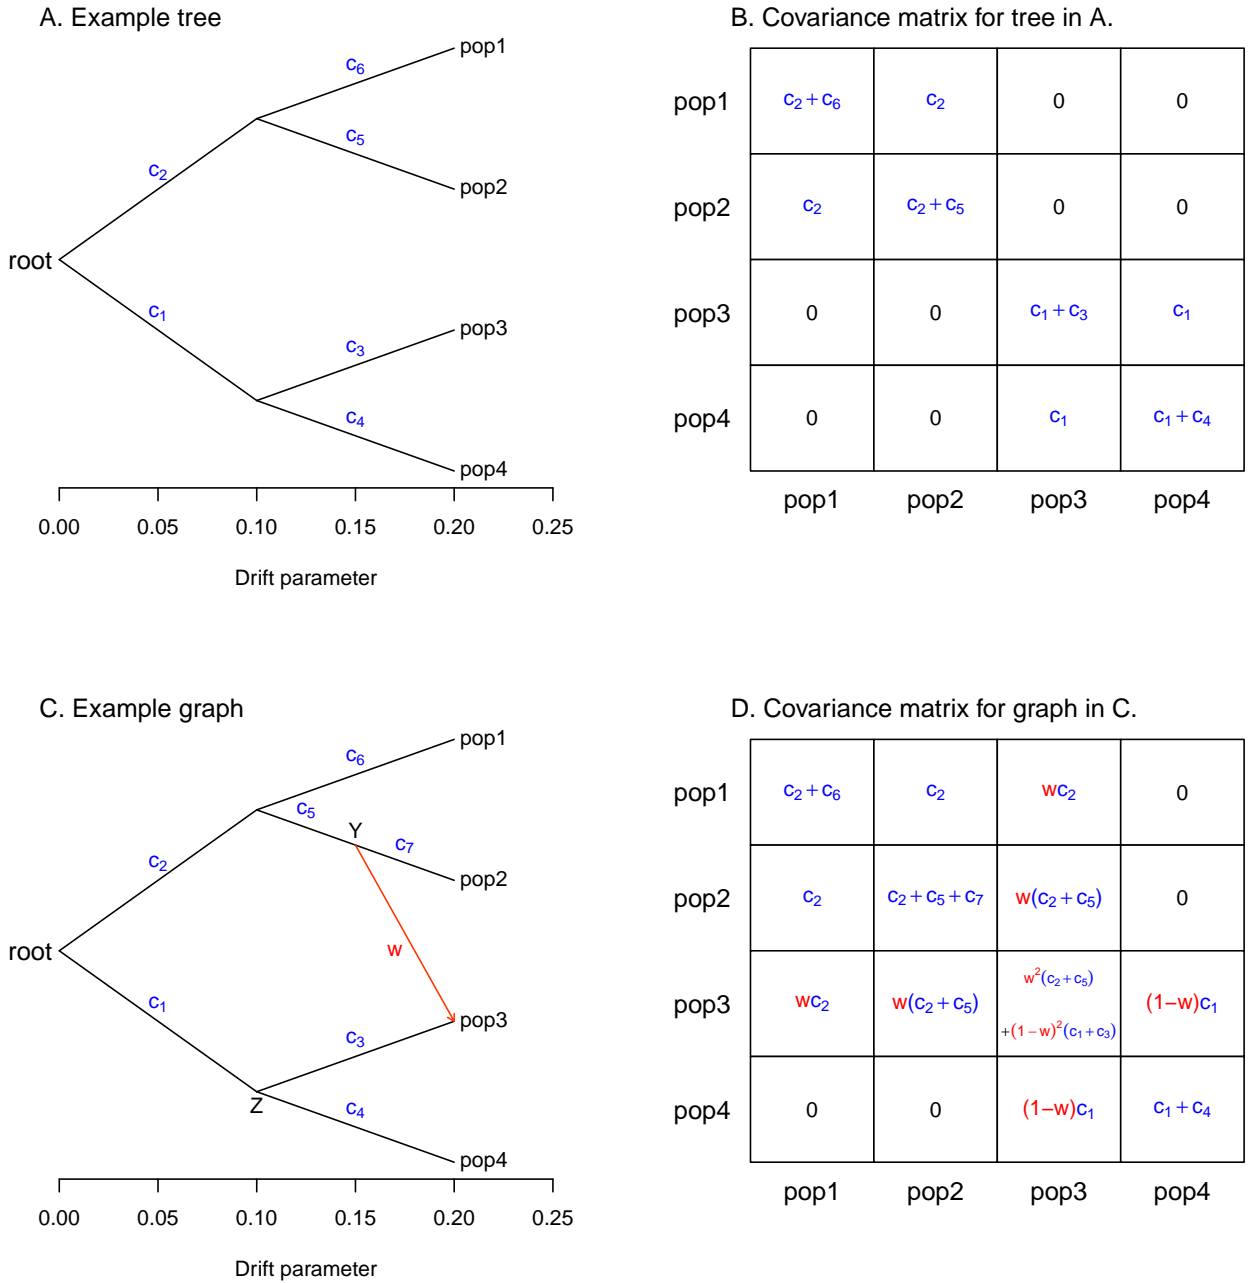 A. Example tree
B. Covariance matrix for tree in A.
c6 pop1
c5
c2 pop2
root
c1
c3 pop3
c4
pop4
0.00 0.05 0.10 0.15 0.20 0.25
Drift parameter
pop1 c2+c6 c2 0 0
pop2 c2 c2+c5 0 0
pop3 0 0 c1+c3 c1
pop4 0 0 c1 c1+c4
pop1 pop2 pop3 pop4
C. Example graph
D. Covariance matrix for graph in C.
pop1
c6
c5
Y
c7
c2
pop2
root
w
c1
pop3
c3
Z
c4
pop4
0.00 0.05 0.10 0.15 0.20 0.25
Drift parameter
pop1 c2+c6 c2 wc2 0
pop2 c2 c2+c5+c7 w(c2+c5) 0
w²(c2+c5)
pop3 wc2 w(c2+c5) (1−w)c1
+(1−w)²(c1+c3)
pop4 0 0 (1−w)c1 c1+c4
pop1 pop2 pop3 pop4